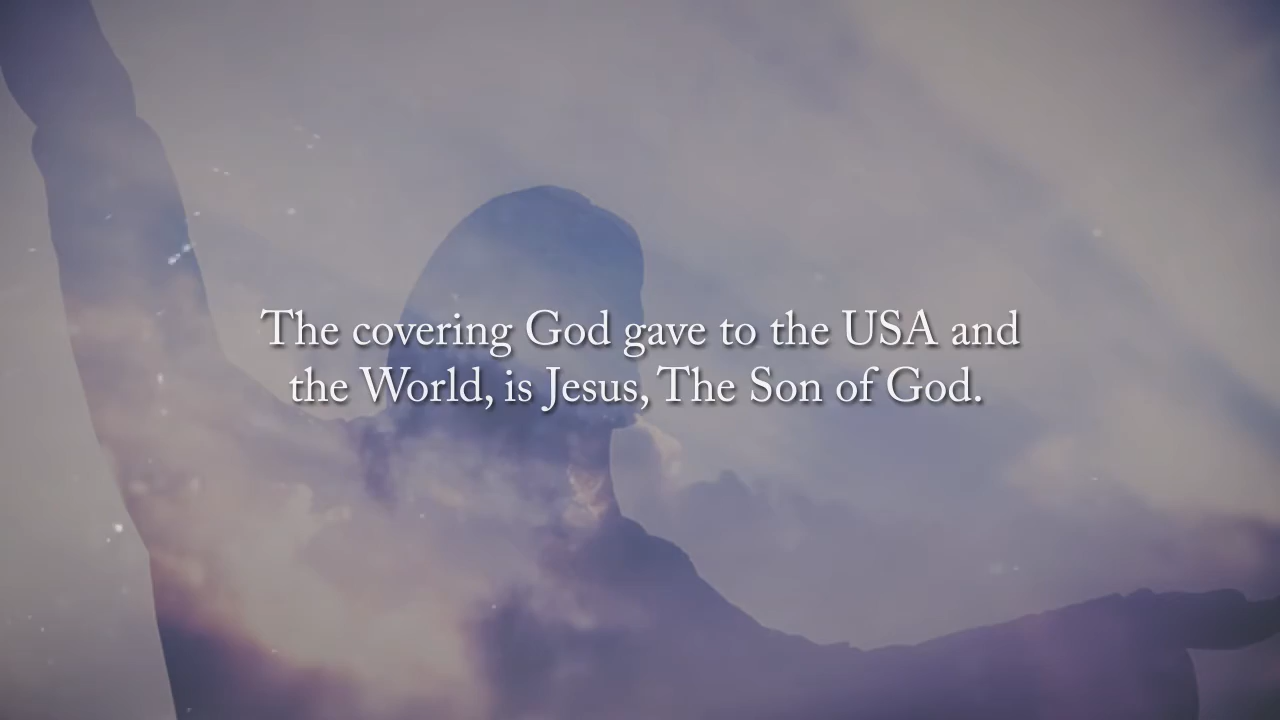 The covering God gave to the USA and
the World, is Jesus, The Son of God.